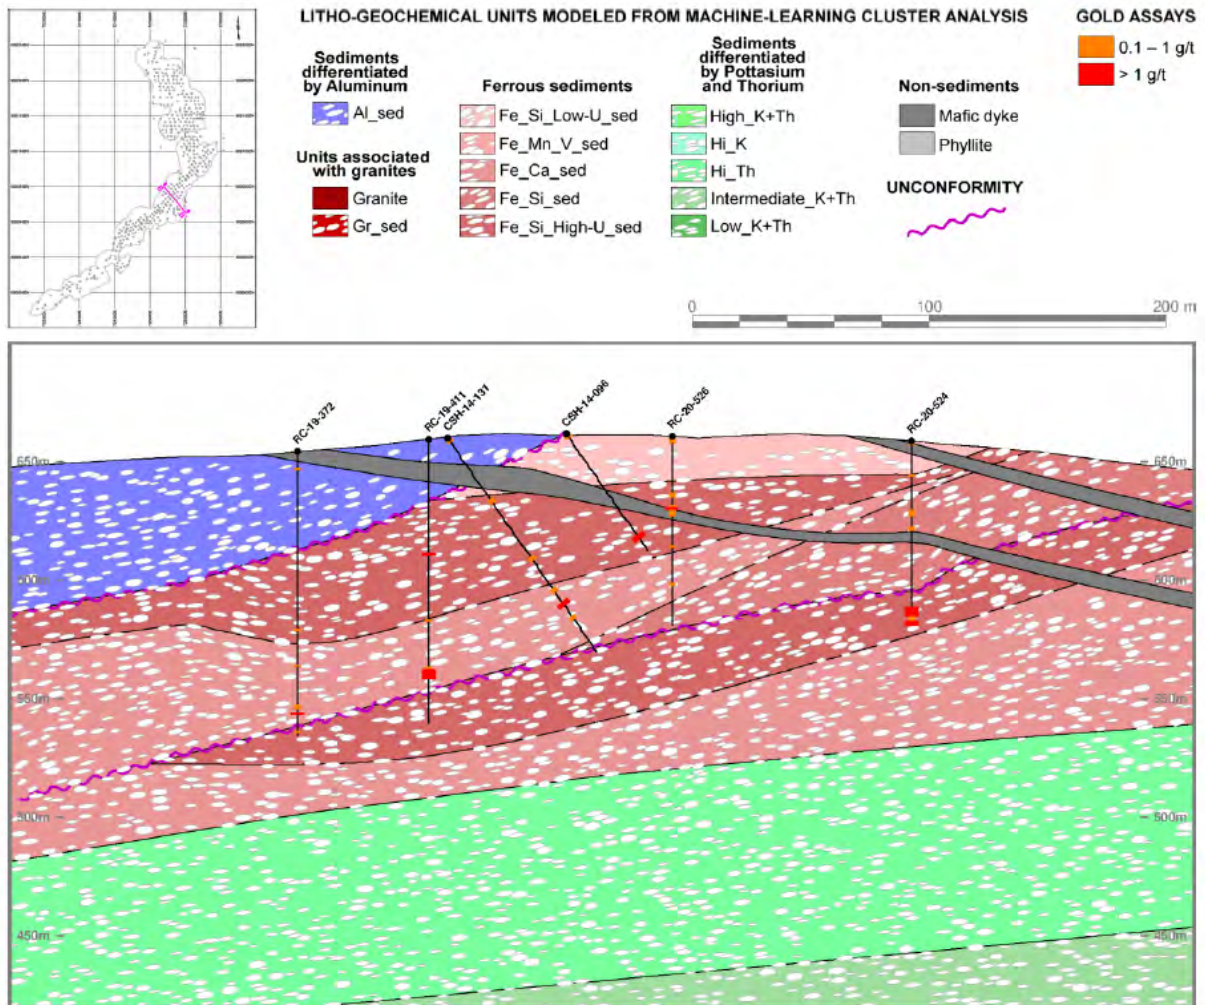 LITHO-GEOCHEMICAL UNITS MODELED FROM MACHINE-LEARNING CLUSTER ANALYSIS
GOLD ASSAYS
0.1 – 1 g/t
> 1 g/t
Sediments
differentiated
by Aluminum
Al_sed
Units associated
with granites
Granite
Gr_sed
Ferrous sediments
Fe_Si_Low-U_sed
Fe_Mn_V_sed
Fe_Ca_sed
Fe_Si_sed
Fe_Si_High-U_sed
Sediments
differentiated
by Pottasium
and Thorium
High_K+Th
Hi_K
Hi_Th
Intermediate_K+Th
Low_K+Th
Non-sediments
Mafic dyke
Phyllite
UNCONFORMITY
0 100 200 m
RC-19-372
RC-19-411
CSH-14-131
CSH-14-096
RC-20-526
RC-20-524
650m 650m
600m 600m
550m 550m
500m 500m
450m 450m